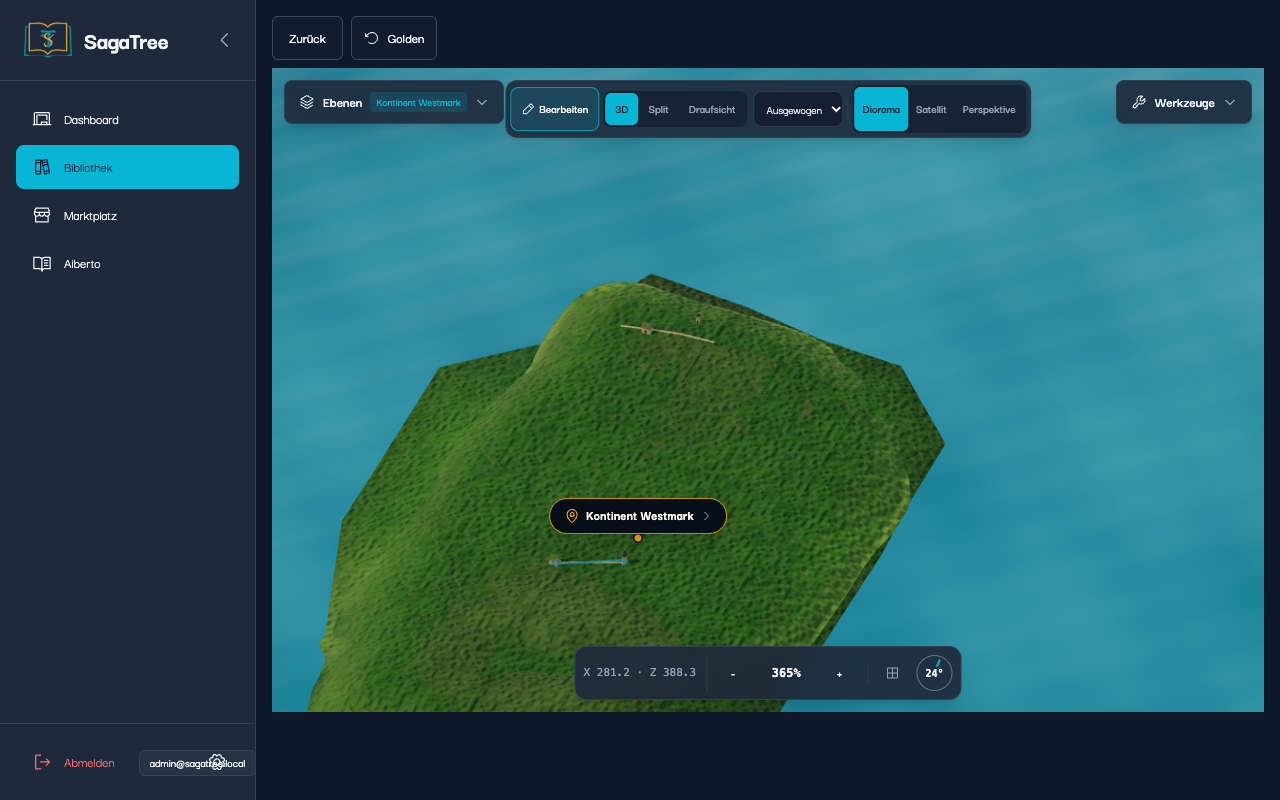 SagaTree
Dashboard
Bibliothek
Marktplatz
Alberto
Abmelden
Zurück
Golden
Ebenen Kontinent Westmark
Bearbeiten 3D Split Draufsicht Ausgewogen Diorama Satellit Perspektive
Werkzeuge
Kontinent Westmark
X 281.2 · Z 388.3 - 365% + 24°